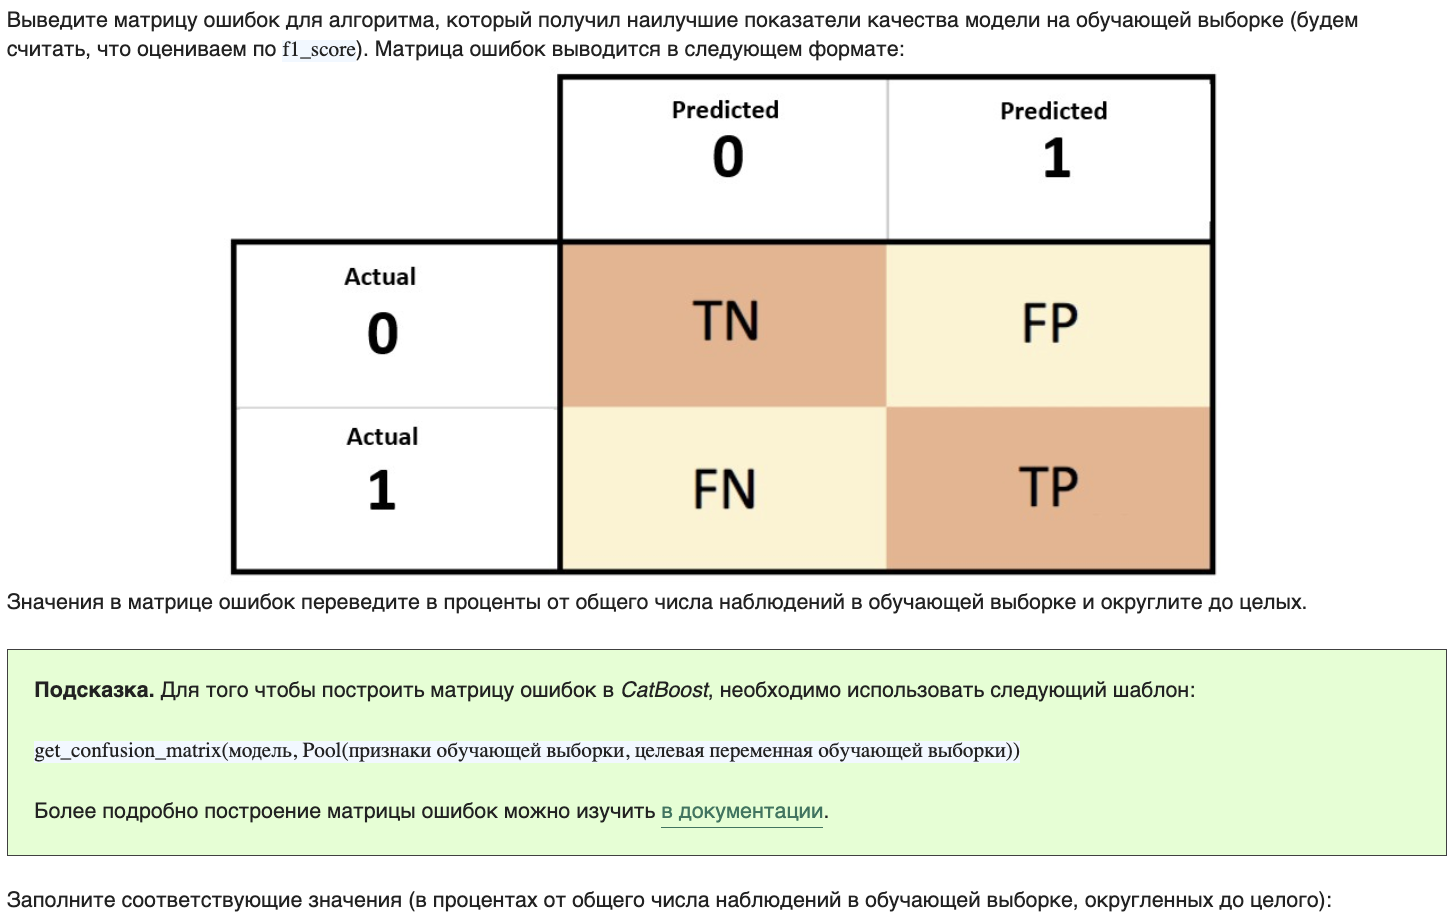 Выведите матрицу ошибок для алгоритма, который получил наилучшие показатели качества модели на обучающей выборке (будем
считать, что оцениваем по f1_score). Матрица ошибок выводится в следующем формате:
Predicted Predicted
0 1
Actual
0 TN FP
Actual
1 FN TP
Значения в матрице ошибок переведите в проценты от общего числа наблюдений в обучающей выборке и округлите до целых.
Подсказка. Для того чтобы построить матрицу ошибок в CatBoost, необходимо использовать следующий шаблон:
get_confusion_matrix(модель, Pool(признаки обучающей выборки, целевая переменная обучающей выборки))
Более подробно построение матрицы ошибок можно изучить в документации.
Заполните соответствующие значения (в процентах от общего числа наблюдений в обучающей выборке, округленных до целого):